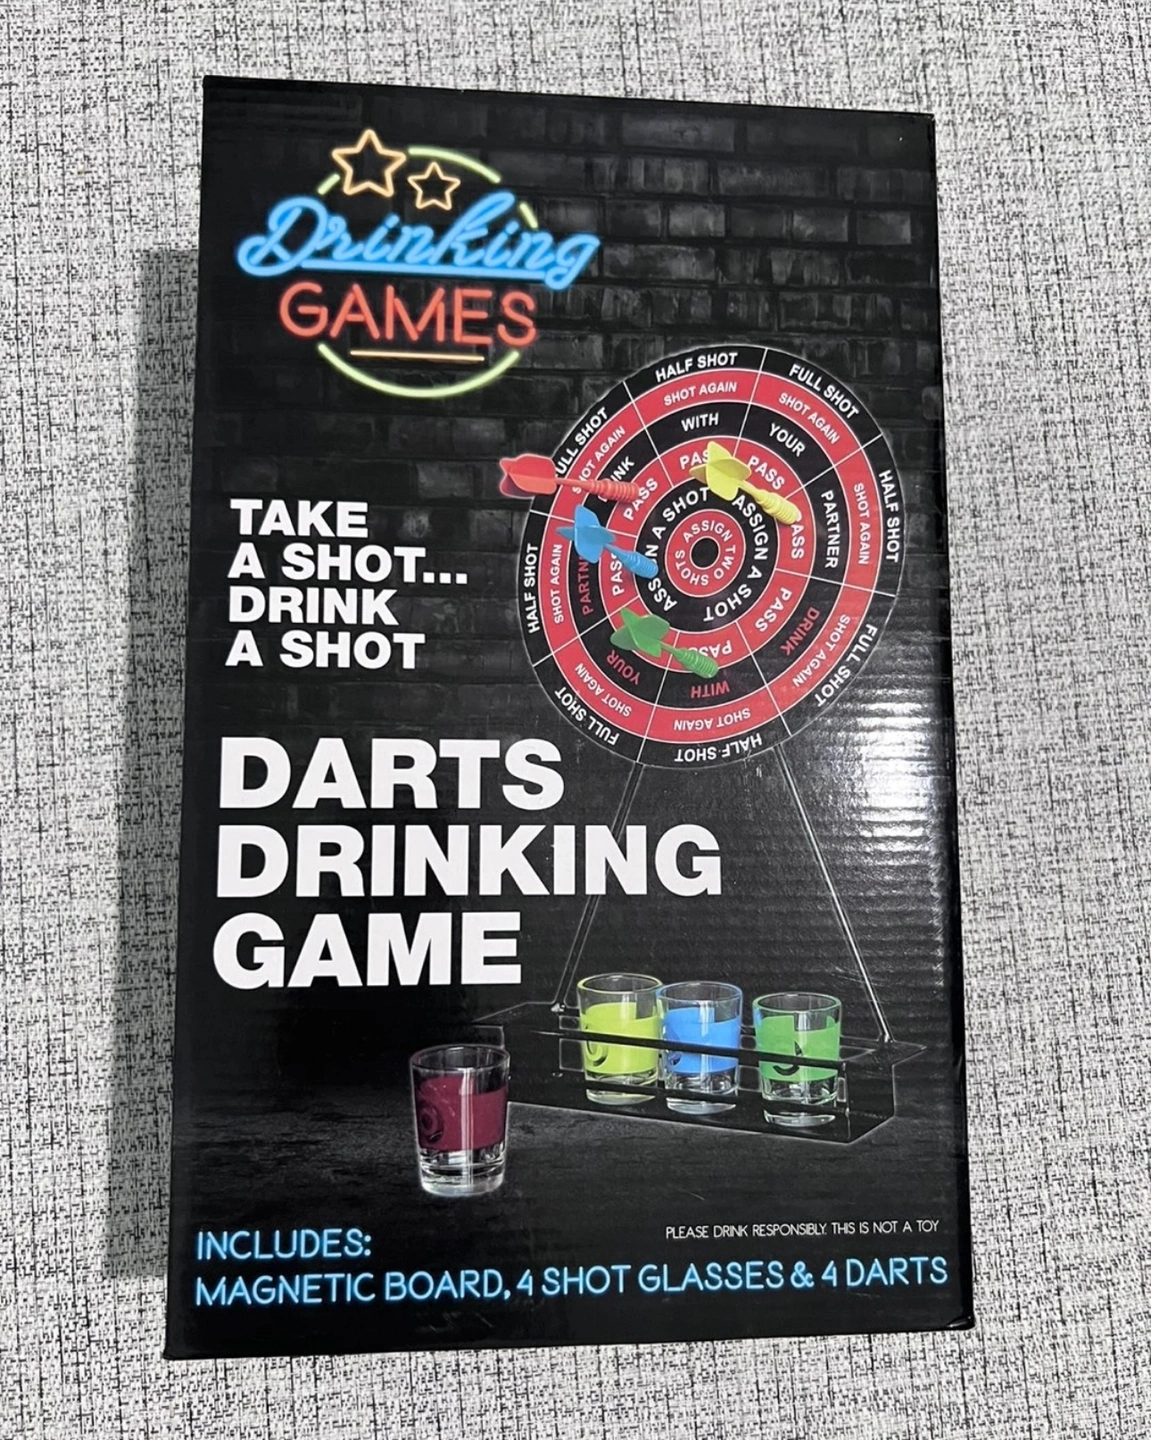 Drinking
GAMES
TAKE
A SHOT...
DRINK
A SHOT
DARTS
DRINKING
GAME
HALF SHOT
FULL SHOT
HALF SHOT
FULL SHOT
HALF SHOT
FULL SHOT
HALF SHOT
SHOT AGAIN
SHOT AGAIN
SHOT AGAIN
SHOT AGAIN
SHOT AGAIN
SHOT AGAIN
SHOT AGAIN
WITH
YOUR
PARTNER
DRINK
WITH
YOUR
PASS
PASS
PASS
ASSIGN A SHOT
ASSIGN TWO SHOTS
PLEASE DRINK RESPONSIBLY. THIS IS NOT A TOY
INCLUDES:
MAGNETIC BOARD, 4 SHOT GLASSES & 4 DARTS